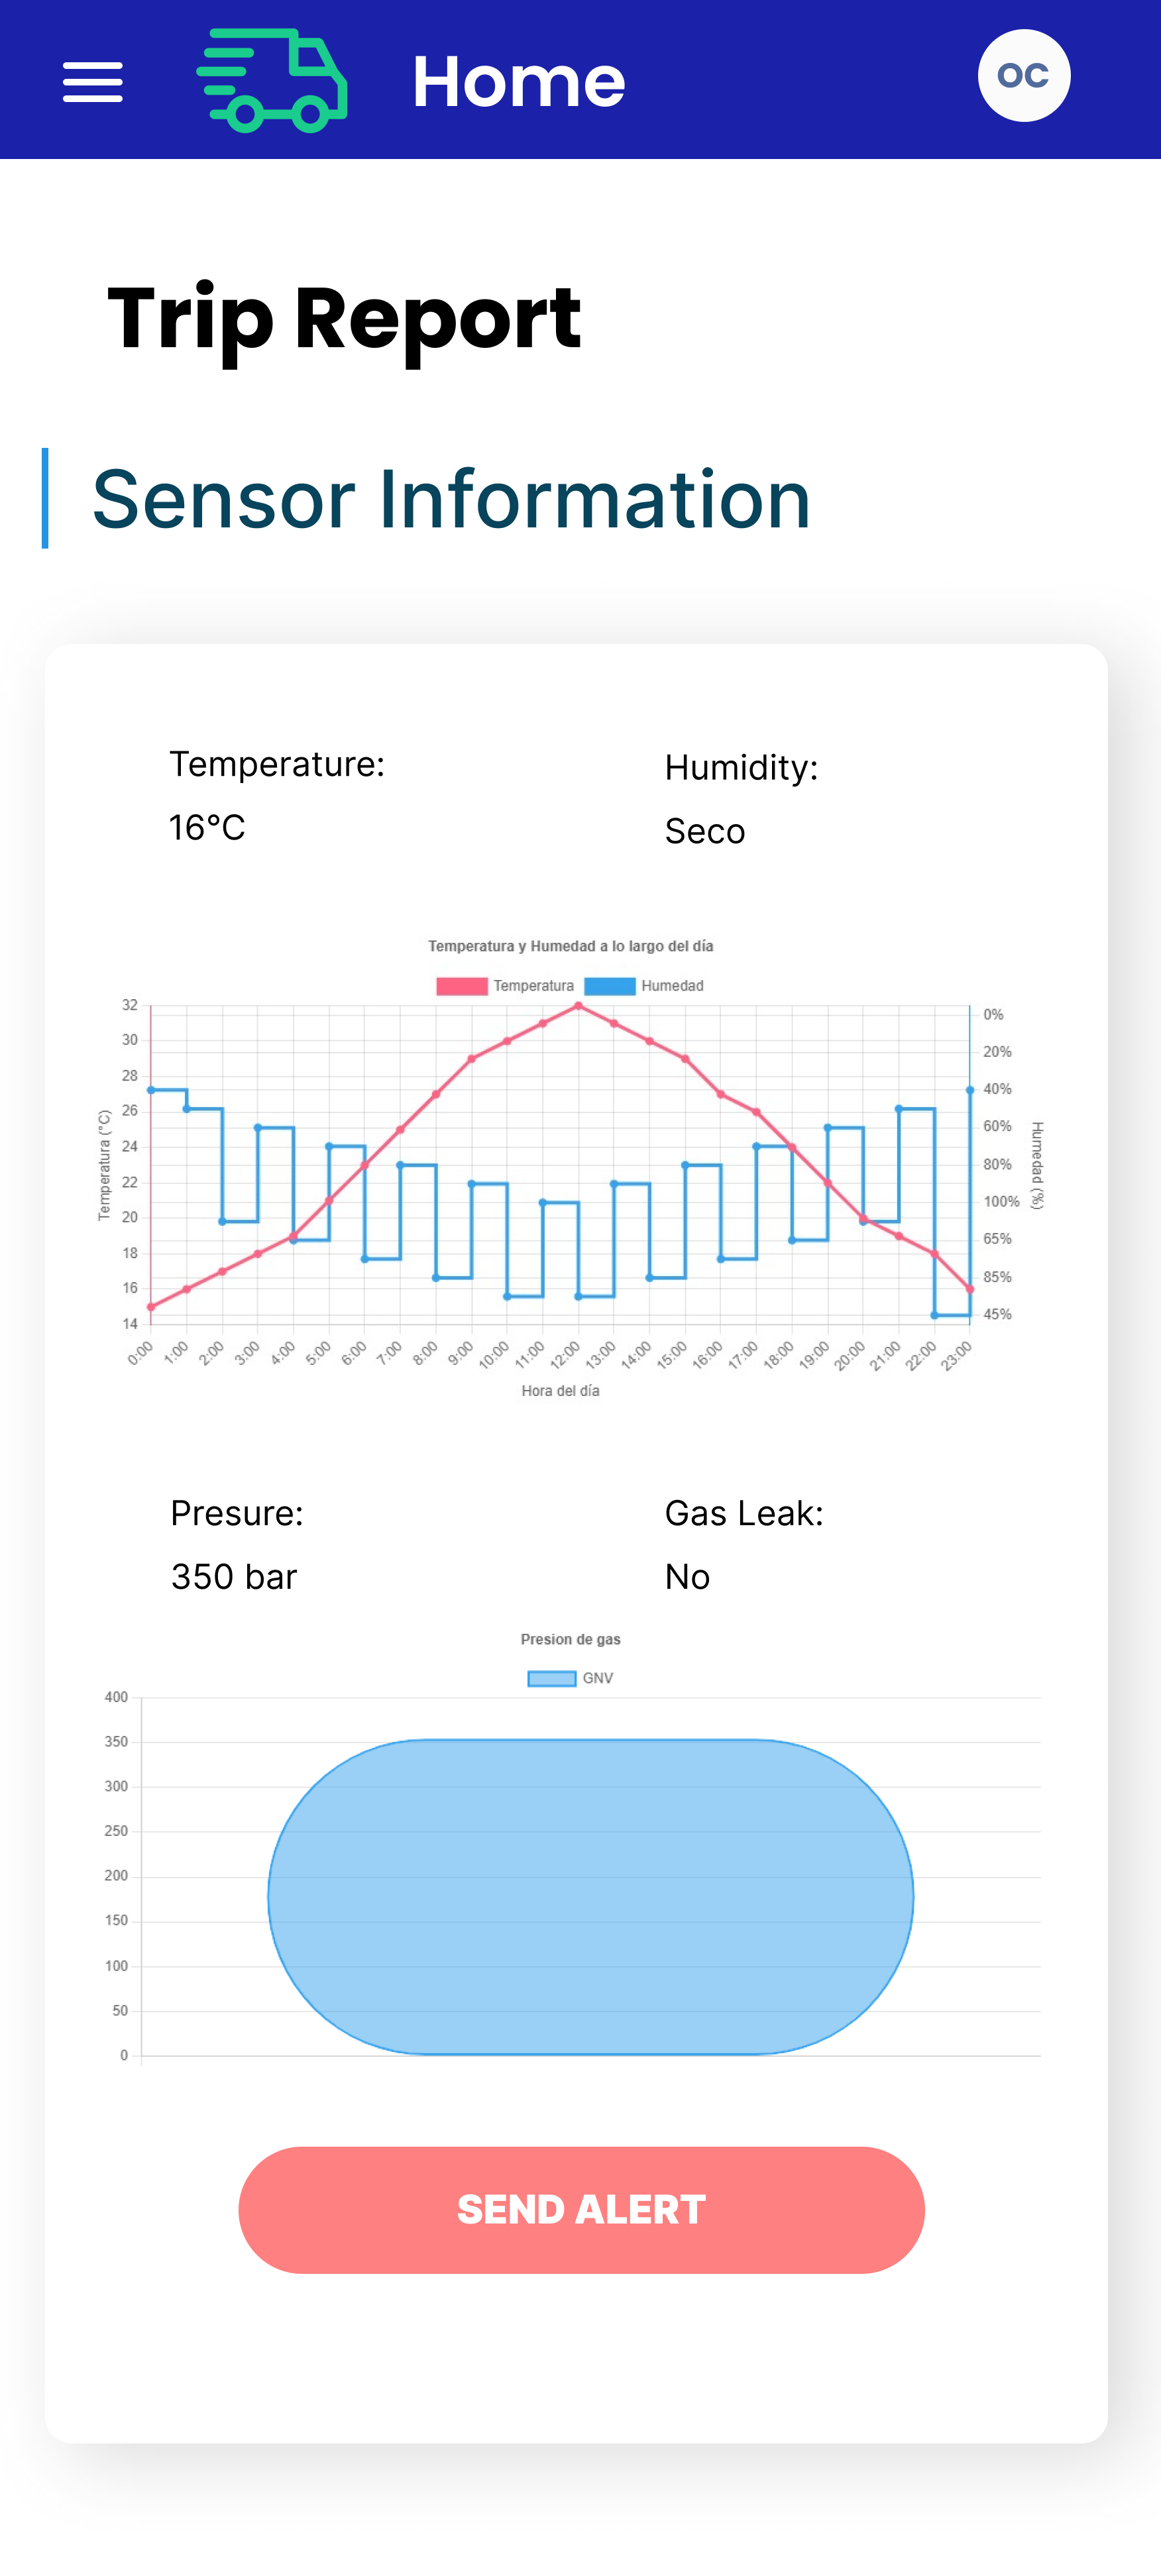 Home
OC
Trip Report
Sensor Information
Temperature:
Humidity:
16°C
Seco
Temperatura y Humedad a lo largo del día
Temperatura
Humedad
32
30
28
26
24
22
20
18
16
14
Temperatura (°C)
0%
20%
40%
60%
80%
100%
65%
85%
45%
Humedad (%)
0:00
1:00
2:00
3:00
4:00
5:00
6:00
7:00
8:00
9:00
10:00
11:00
12:00
13:00
14:00
15:00
16:00
17:00
18:00
19:00
20:00
21:00
22:00
23:00
Hora del día
Presure:
Gas Leak:
350 bar
No
Presion de gas
GNV
400
350
300
250
200
150
100
50
0
SEND ALERT